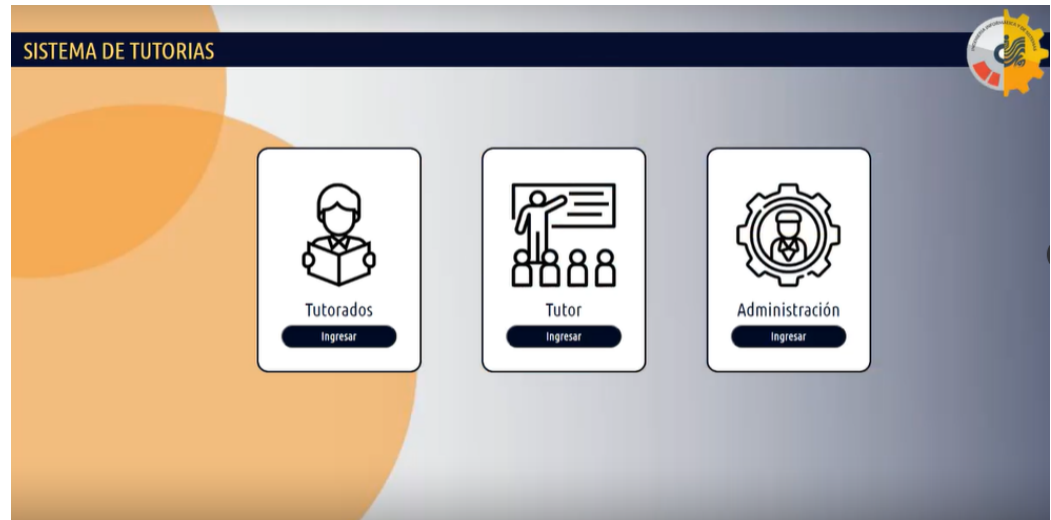 SISTEMA DE TUTORIAS
Tutorados
Ingresar
Tutor
Ingresar
Administración
Ingresar